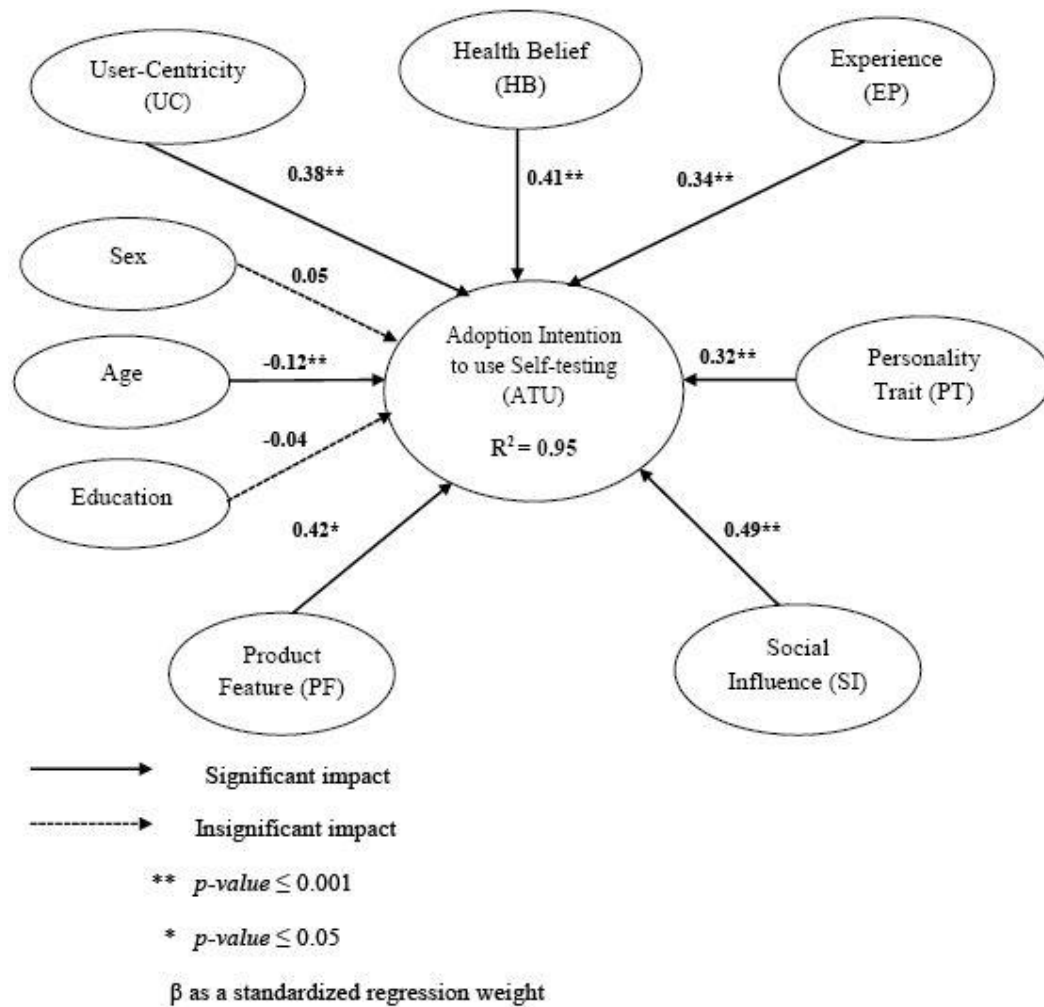 User-Centricity
(UC)
Health Belief
(HB)
Experience
(EP)
0.38**
0.41**
0.34**
Sex
0.05
Adoption Intention
to use Self-testing
(ATU)
R² = 0.95
Age
-0.12**
0.32**
Personality
Trait (PT)
-0.04
Education
0.42*
0.49**
Product
Feature (PF)
Social
Influence (SI)
Significant impact
Insignificant impact
** p-value ≤ 0.001
* p-value ≤ 0.05
β as a standardized regression weight